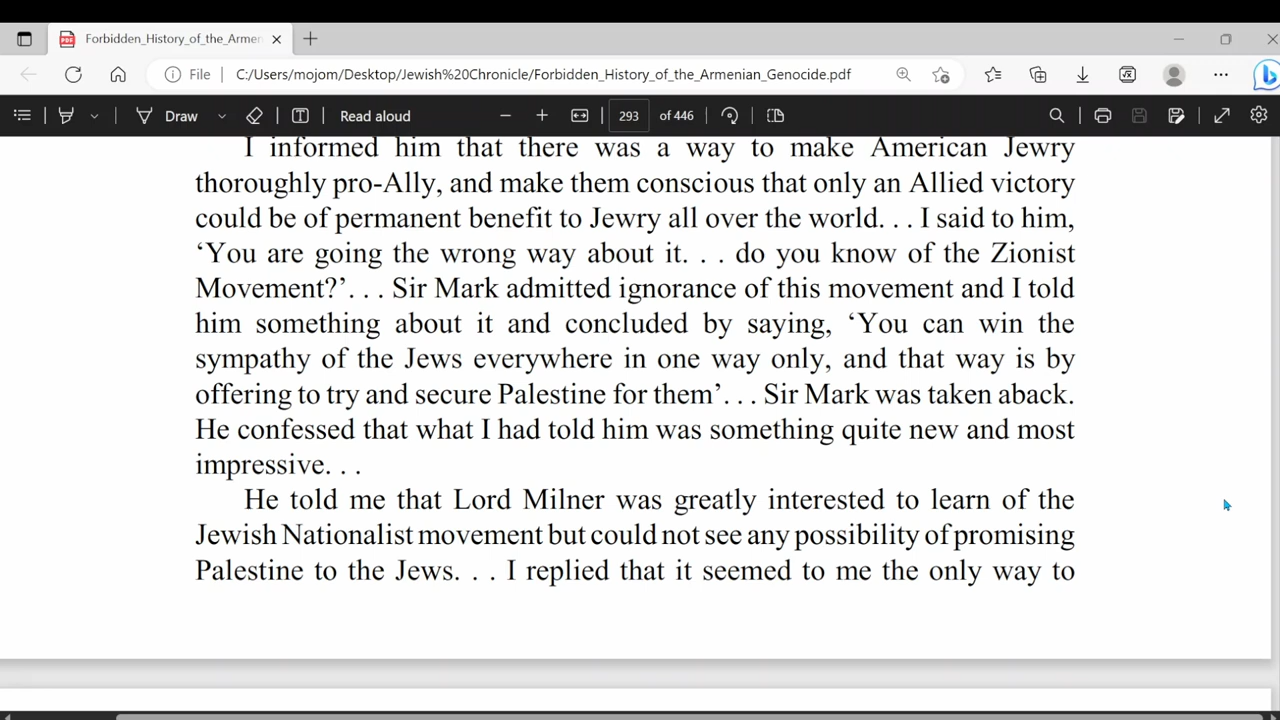 Forbidden_History_of_the_Armen
File
C:/Users/mojom/Desktop/Jewish%20Chronicle/Forbidden_History_of_the_Armenian_Genocide.pdf
Draw
Read aloud
293 of 446
I informed him that there was a way to make American Jewry
thoroughly pro-Ally, and make them conscious that only an Allied victory
could be of permanent benefit to Jewry all over the world. . . I said to him,
‘You are going the wrong way about it. . . do you know of the Zionist
Movement?’. . . Sir Mark admitted ignorance of this movement and I told
him something about it and concluded by saying, ‘You can win the
sympathy of the Jews everywhere in one way only, and that way is by
offering to try and secure Palestine for them’. . . Sir Mark was taken aback.
He confessed that what I had told him was something quite new and most
impressive. . .
He told me that Lord Milner was greatly interested to learn of the
Jewish Nationalist movement but could not see any possibility of promising
Palestine to the Jews. . . I replied that it seemed to me the only way to